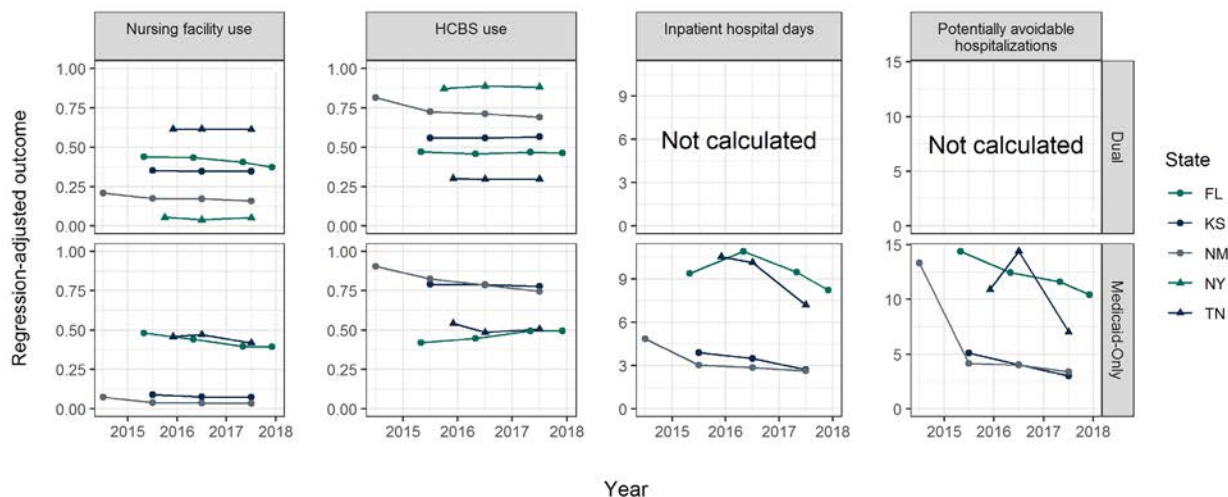 Nursing facility use
HCBS use
Inpatient hospital days
Potentially avoidable
hospitalizations
Regression-adjusted outcome
1.00
0.75
0.50
0.25
0.00
1.00
0.75
0.50
0.25
0.00
9
6
3
0
Not calculated
15
10
5
0
Not calculated
Dual
1.00
0.75
0.50
0.25
0.00
1.00
0.75
0.50
0.25
0.00
9
6
3
0
15
10
5
0
Medicaid-Only
2015 2016 2017 2018
2015 2016 2017 2018
2015 2016 2017 2018
2015 2016 2017 2018
Year
State
FL
KS
NM
NY
TN